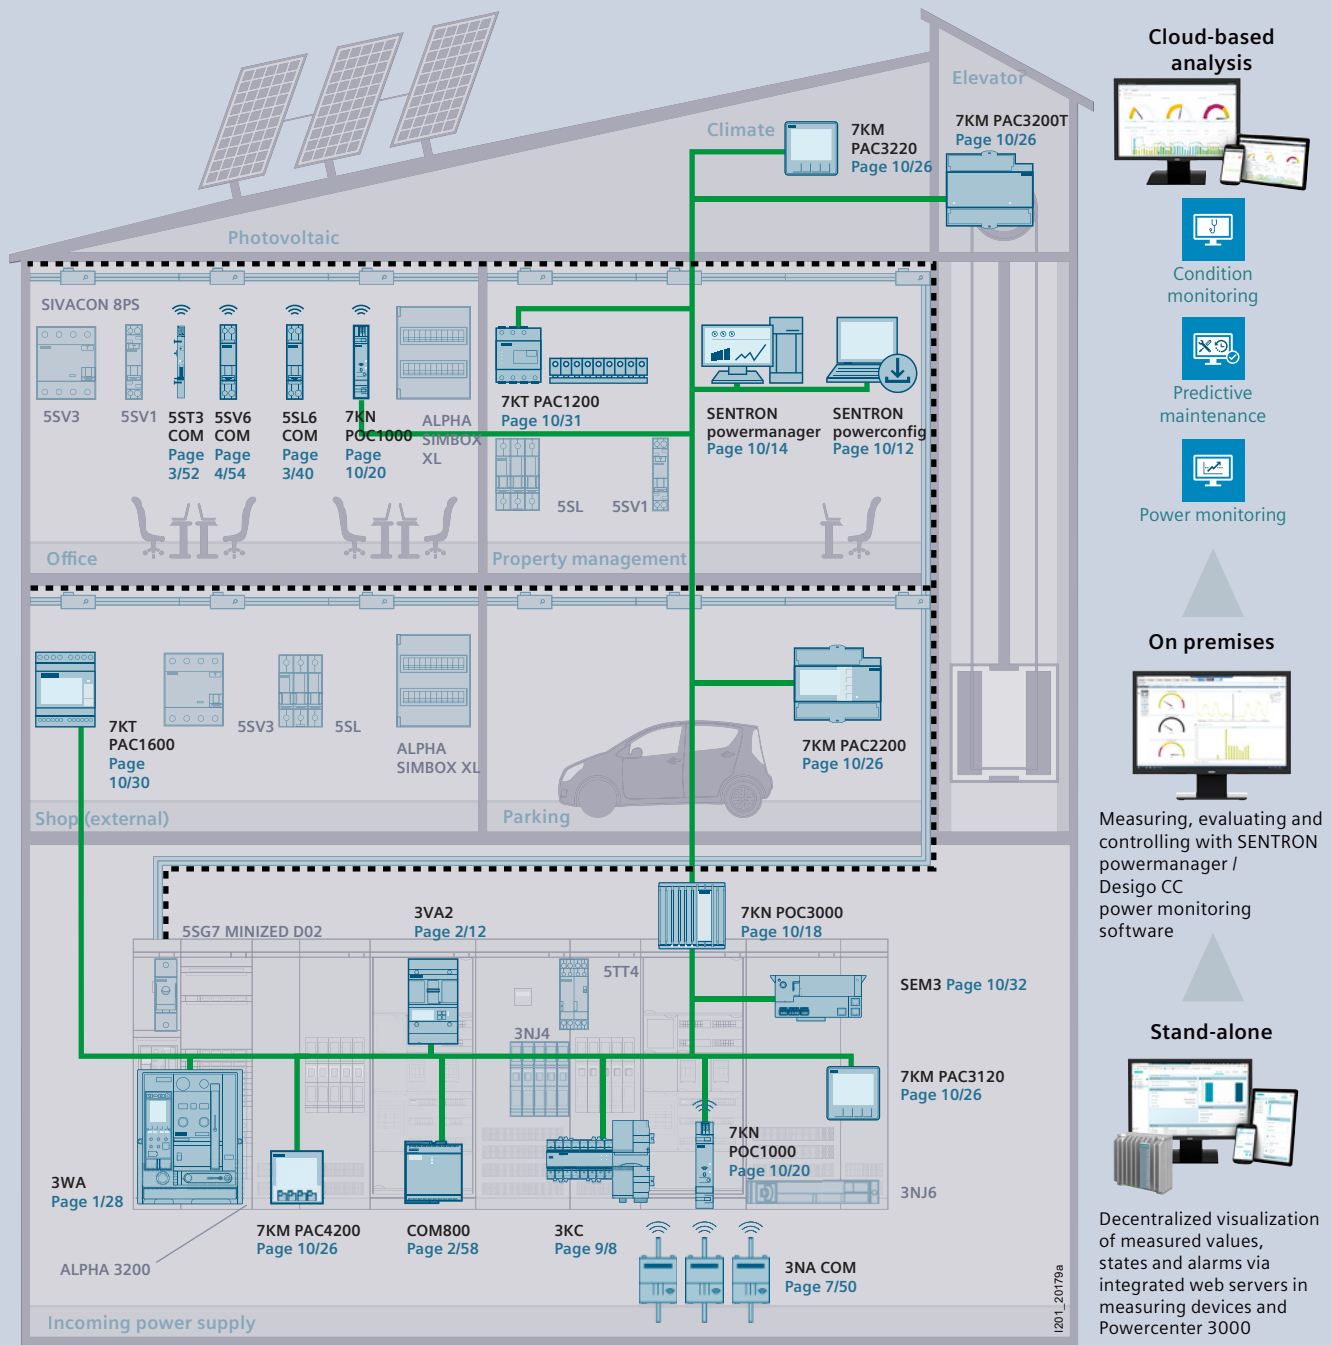 Cloud-based
analysis
Elevator
Climate
7KM
PAC3220
Page 10/26
7KM PAC3200T
Page 10/26
Photovoltaic
Condition
monitoring
Predictive
maintenance
Power monitoring
SIVACON 8PS
5SV3
5SV1
5ST3
COM
Page
3/52
5SV6
COM
Page
4/54
5SL6
COM
Page
3/40
7KN
POC1000
Page
10/20
ALPHA
SIMBOX
XL
7KT PAC1200
Page 10/31
SENTRON
powermanager
Page 10/14
SENTRON
powerconfig
Page 10/12
5SL
5SV1
Office
Property management
On premises
7KT
PAC1600
Page
10/30
5SV3
5SL
ALPHA
SIMBOX XL
7KM PAC2200
Page 10/26
Shop (external)
Parking
Measuring, evaluating and
controlling with SENTRON
powermanager /
Desigo CC
power monitoring
software
5SG7 MINIZED D02
3VA2
Page 2/12
7KN POC3000
Page 10/18
5TT4
SEM3 Page 10/32
3NJ4
Stand-alone
7KM PAC3120
Page 10/26
7KN
POC1000
Page 10/20
3WA
Page 1/28
3NJ6
7KM PAC4200
Page 10/26
COM800
Page 2/58
3KC
Page 9/8
ALPHA 3200
3NA COM
Page 7/50
Decentralized visualization
of measured values,
states and alarms via
integrated web servers in
measuring devices and
Powercenter 3000
Incoming power supply
I201_20179a